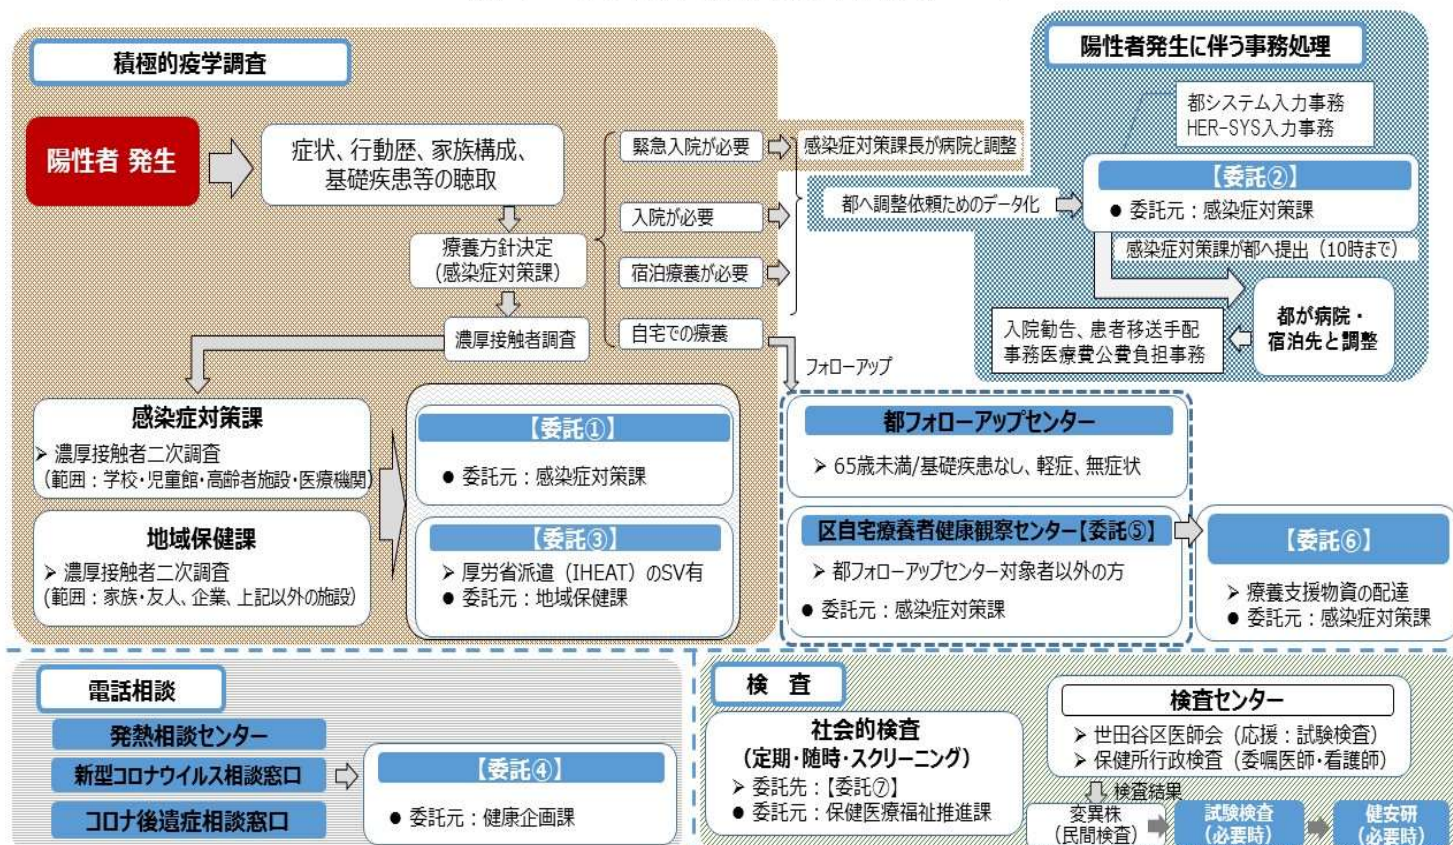 積極的疫学調査
陽性者 発生
症状、行動歴、家族構成、
基礎疾患等の聴取
療養方針決定
(感染症対策課)
濃厚接触者調査
緊急入院が必要
入院が必要
宿泊療養が必要
自宅での療養
感染症対策課長が病院と調整
都へ調整依頼ためのデータ化
フォローアップ
陽性者発生に伴う事務処理
都システム入力事務
HER-SYS入力事務
【委託②】
● 委託元：感染症対策課
感染症対策課が都へ提出（10時まで）
都が病院・
宿泊先と調整
入院勧告、患者移送手配
事務医療費公費負担事務
感染症対策課
➢ 濃厚接触者二次調査
(範囲：学校・児童館・高齢者施設・医療機関)
地域保健課
➢ 濃厚接触者二次調査
(範囲：家族・友人、企業、上記以外の施設)
【委託①】
● 委託元：感染症対策課
【委託③】
➢ 厚労省派遣（IHEAT）のSV有
● 委託元：地域保健課
都フォローアップセンター
➢ 65歳未満/基礎疾患なし、軽症、無症状
区自宅療養者健康観察センター【委託⑤】
➢ 都フォローアップセンター対象者以外の方
● 委託元：感染症対策課
【委託⑥】
➢ 療養支援物資の配達
● 委託元：感染症対策課
電話相談
発熱相談センター
新型コロナウイルス相談窓口
コロナ後遺症相談窓口
【委託④】
● 委託元：健康企画課
検 査
社会的検査
(定期・随時・スクリーニング)
➢ 委託先：【委託⑦】
● 委託元：保健医療福祉推進課
検査センター
➢ 世田谷区医師会（応援：試験検査）
➢ 保健所行政検査（委嘱医師・看護師）
検査結果
変異株
(民間検査)
試験検査
(必要時)
健安研
(必要時)